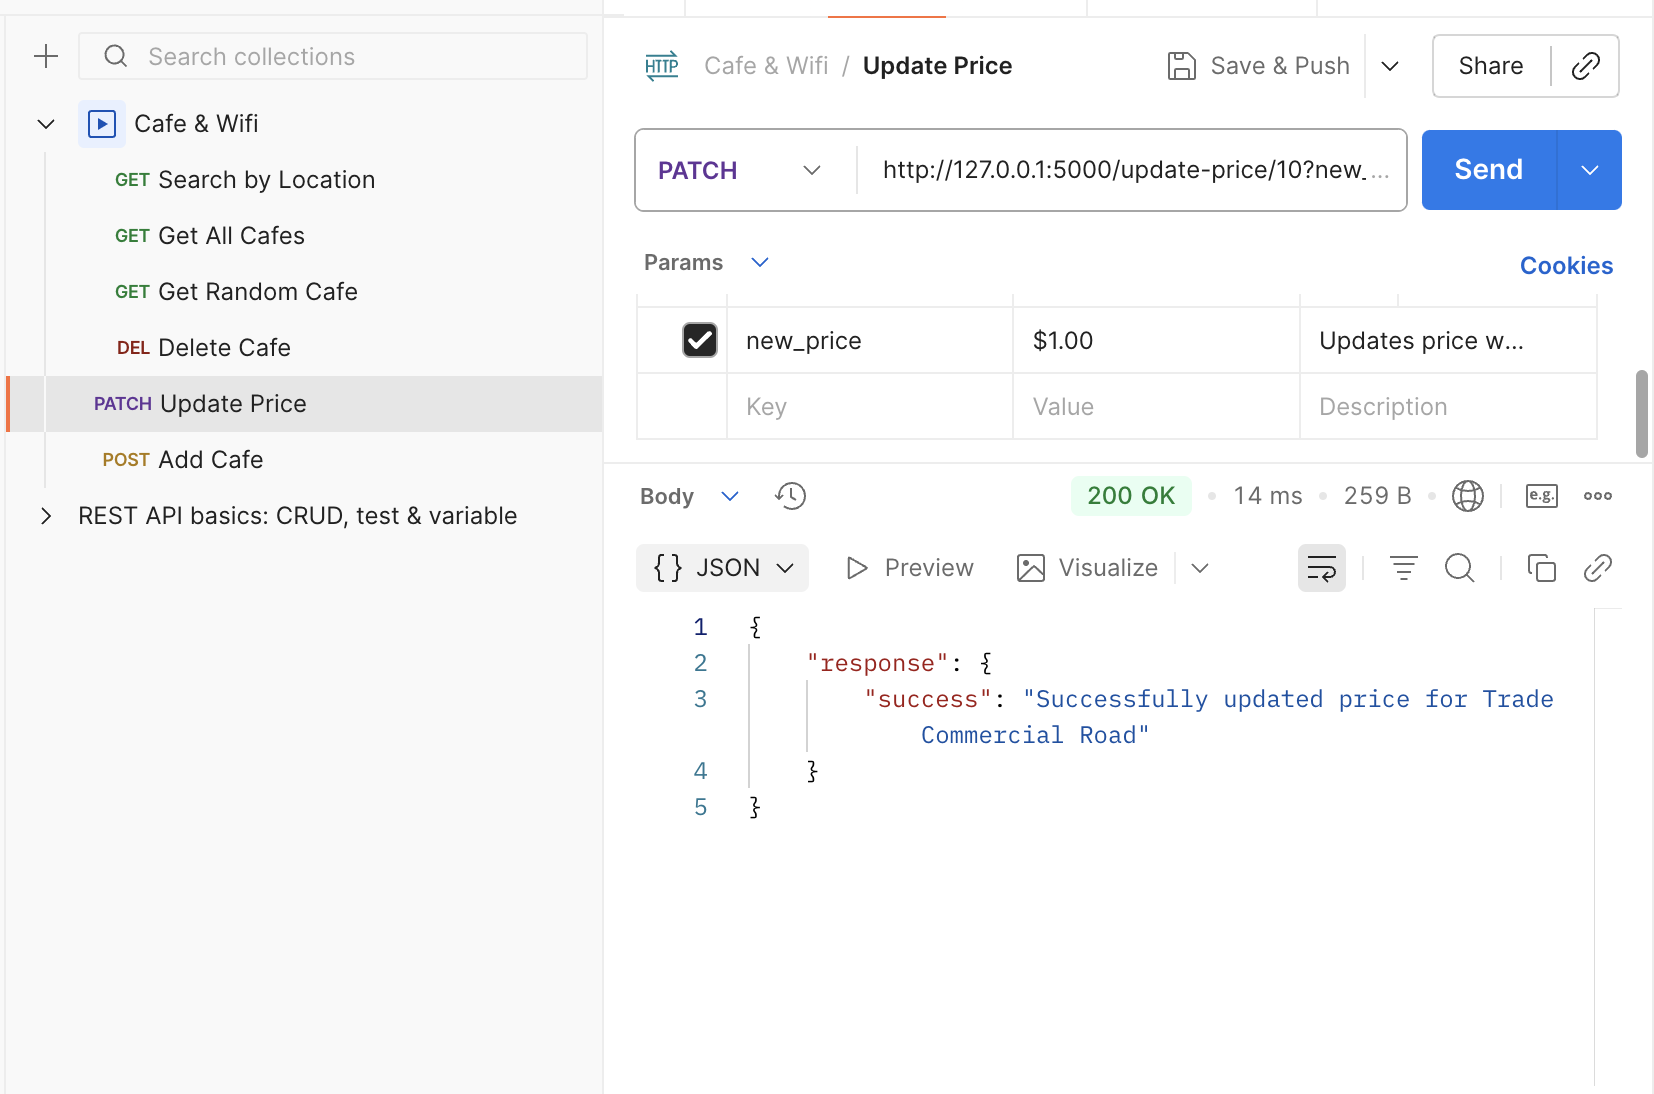 Search collections
Cafe & Wifi
GET Search by Location
GET Get All Cafes
GET Get Random Cafe
DEL Delete Cafe
PATCH Update Price
POST Add Cafe
REST API basics: CRUD, test & variable
HTTP Cafe & Wifi / Update Price Save & Push Share
PATCH http://127.0.0.1:5000/update-price/10?new_... Send
Params Cookies
new_price $1.00 Updates price w...
Key Value Description
Body 200 OK 14 ms 259 B e.g.
{} JSON Preview Visualize
1 {
2 "response": {
3 "success": "Successfully updated price for Trade
Commercial Road"
4 }
5 }